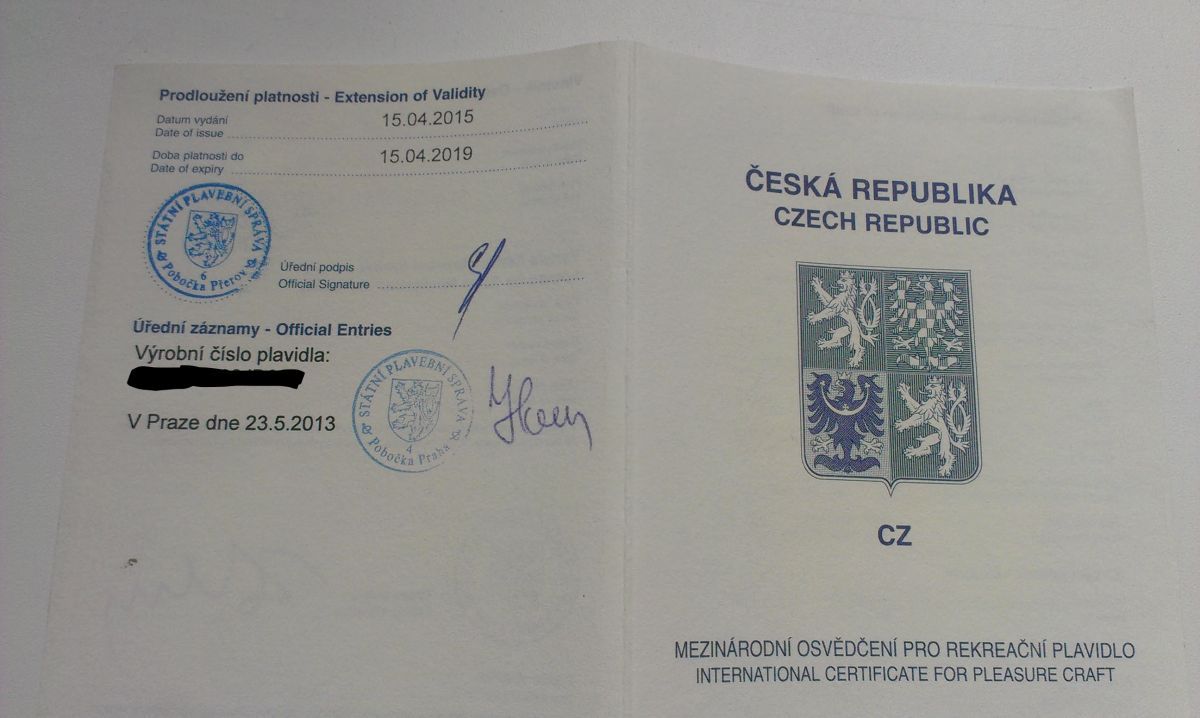 Prodloužení platnosti - Extension of Validity
Datum vydání 15.04.2015
Date of issue
Doba platnosti do 15.04.2019
Date of expiry
STÁTNÍ PLAVEBNÍ SPRÁVA
6
Pobočka Přerov
Úřední podpis
Official Signature
Úřední záznamy - Official Entries
Výrobní číslo plavidla:
V Praze dne 23.5.2013
STÁTNÍ PLAVEBNÍ SPRÁVA
4
Pobočka Praha
ČESKÁ REPUBLIKA
CZECH REPUBLIC
CZ
MEZINÁRODNÍ OSVĚDČENÍ PRO REKREAČNÍ PLAVIDLO
INTERNATIONAL CERTIFICATE FOR PLEASURE CRAFT